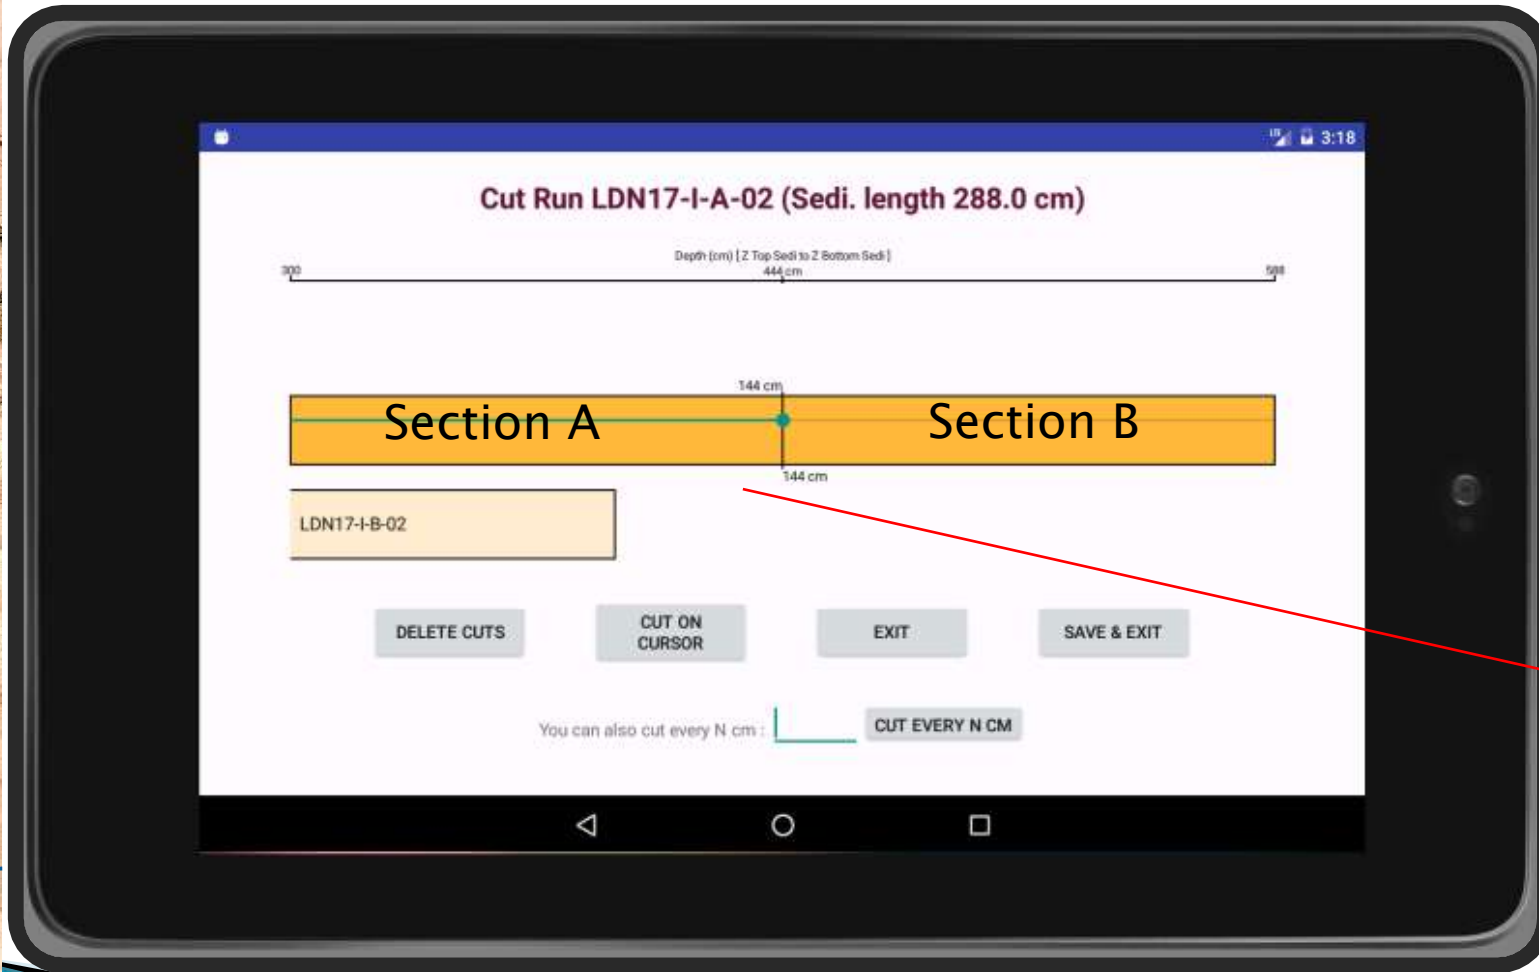 3:18
Cut Run LDN17-I-A-02 (Sedi. length 288.0 cm)
Depth (cm) [ Z Top Sedi to Z Bottom Sedi ]
300 444 cm 588
144 cm
Section A Section B
144 cm
LDN17-I-B-02
DELETE CUTS CUT ON EXIT SAVE & EXIT
CURSOR
You can also cut every N cm : CUT EVERY N CM